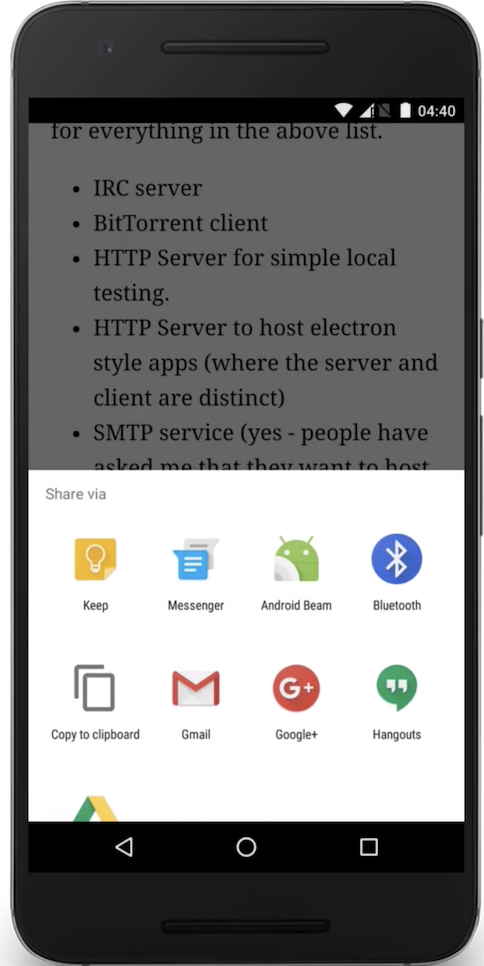 04:40
for everything in the above list.
• IRC server
• BitTorrent client
• HTTP Server for simple local
testing.
• HTTP Server to host electron
style apps (where the server and
client are distinct)
• SMTP service (yes - people have
asked me that they want to host
Share via
Keep
Messenger
Android Beam
Bluetooth
Copy to clipboard
Gmail
G+
Google+
Hangouts